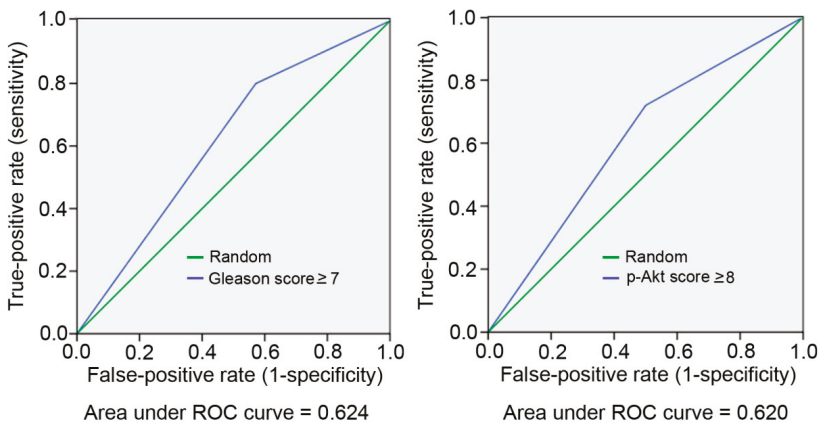 True-positive rate (sensitivity)
1.0
0.8
0.6
0.4
0.2
0.0
Random
Gleason score ≥ 7
0.0 0.2 0.4 0.6 0.8 1.0
False-positive rate (1-specificity)
Area under ROC curve = 0.624
True-positive rate (sensitivity)
1.0
0.8
0.6
0.4
0.2
0.0
Random
p-Akt score ≥8
0.0 0.2 0.4 0.6 0.8 1.0
False-positive rate (1-specificity)
Area under ROC curve = 0.620